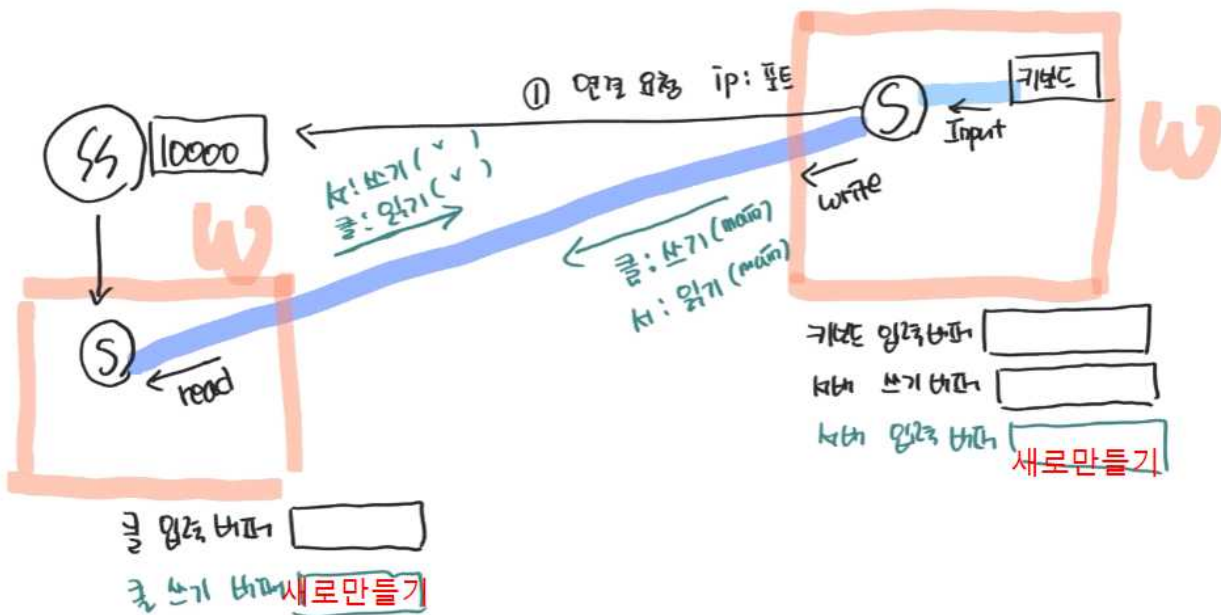 ① 연결 요청 ip: 포트
키보드
S
Input
SS
10000
write
W
서: 쓰기(v)
클: 읽기(v)
클: 쓰기(main)
서: 읽기(main)
W
S
read
키보드 입력버퍼
서버 쓰기 버퍼
서버 입력 버퍼
새로만들기
클 입력 버퍼
클 쓰기 버퍼 새로만들기